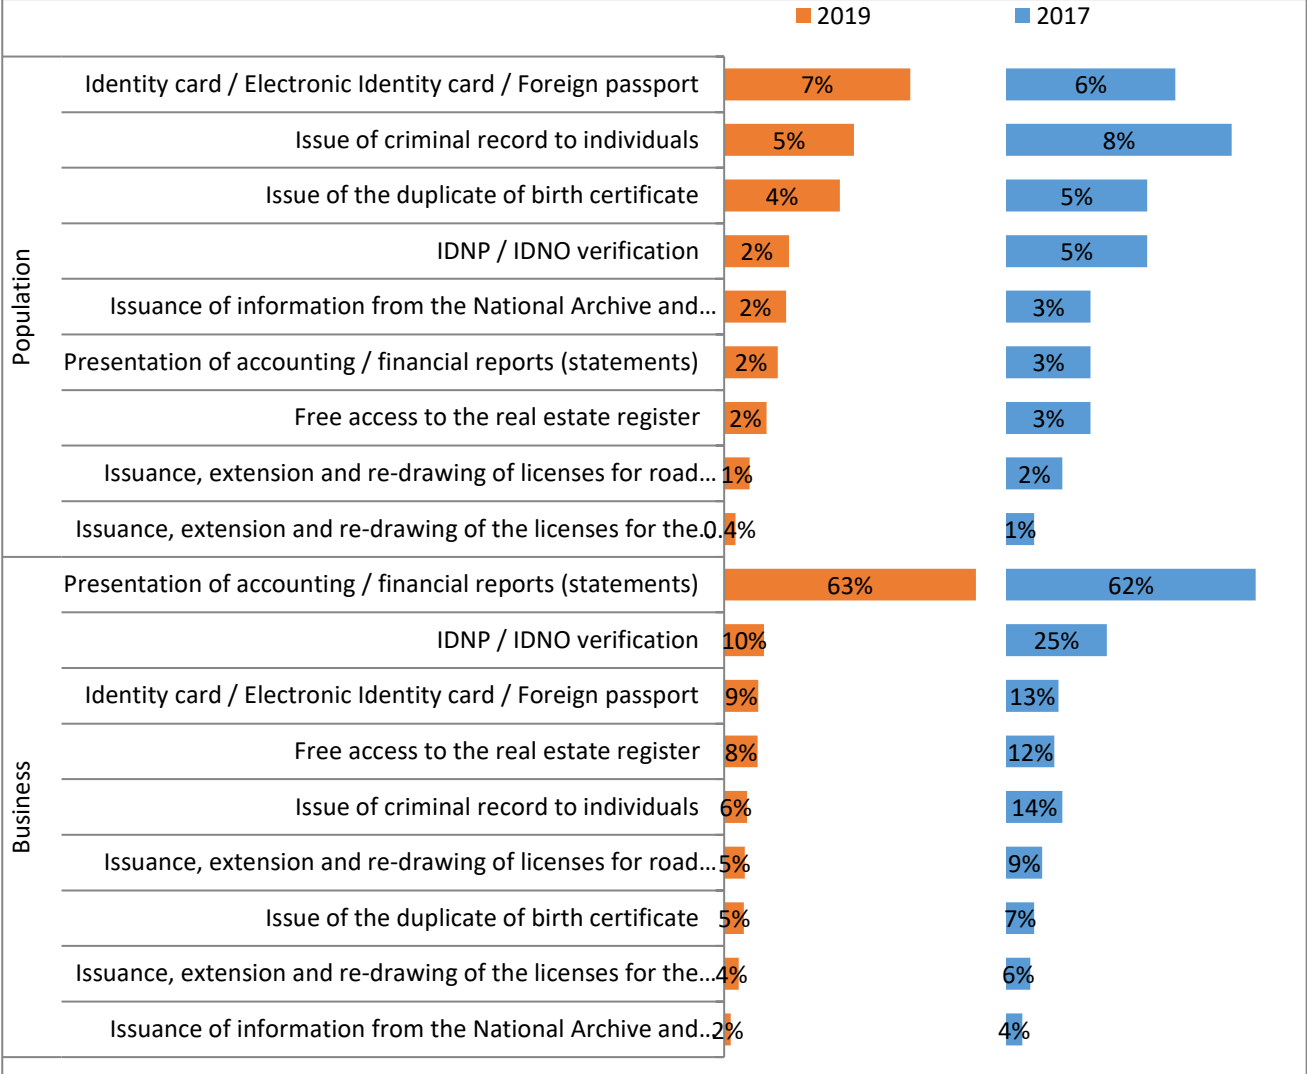 2019 2017
Population
Identity card / Electronic Identity card / Foreign passport 7% 6%
Issue of criminal record to individuals 5% 8%
Issue of the duplicate of birth certificate 4% 5%
IDNP / IDNO verification 2% 5%
Issuance of information from the National Archive and... 2% 3%
Presentation of accounting / financial reports (statements) 2% 3%
Free access to the real estate register 2% 3%
Issuance, extension and re-drawing of licenses for road... 1% 2%
Issuance, extension and re-drawing of the licenses for the... 0.4% 1%
Business
Presentation of accounting / financial reports (statements) 63% 62%
IDNP / IDNO verification 10% 25%
Identity card / Electronic Identity card / Foreign passport 9% 13%
Free access to the real estate register 8% 12%
Issue of criminal record to individuals 6% 14%
Issuance, extension and re-drawing of licenses for road... 5% 9%
Issue of the duplicate of birth certificate 5% 7%
Issuance, extension and re-drawing of the licenses for the... 4% 6%
Issuance of information from the National Archive and... 2% 4%